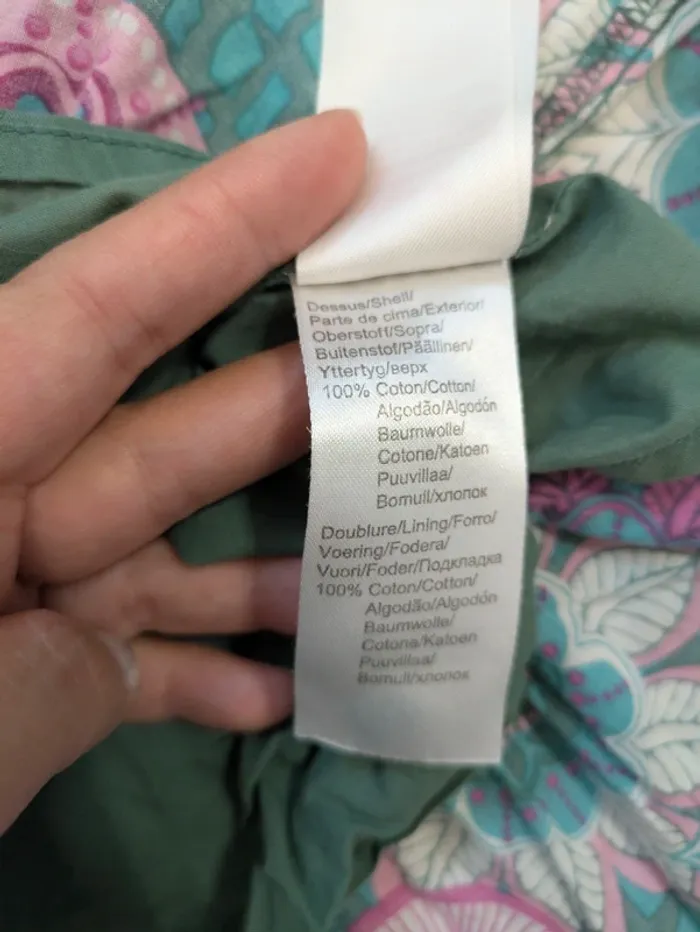 Dessus/Shell/
Parte de cima/Exterior/
Oberstoff/Sopra/
Buitenstof/Päällinen/
Yttertyg/верх
100% Coton/Cotton/
Algodão/Algodón
Baumwolle/
Cotone/Katoen
Puuvillaa/
Bomull/хлопок
Doublure/Lining/Forro/
Voering/Fodera/
Vuori/Foder/Подкладка
100% Coton/Cotton/
Algodão/Algodón
Baumwolle/
Cotone/Katoen
Puuvillaa/
Bomull/хлопок